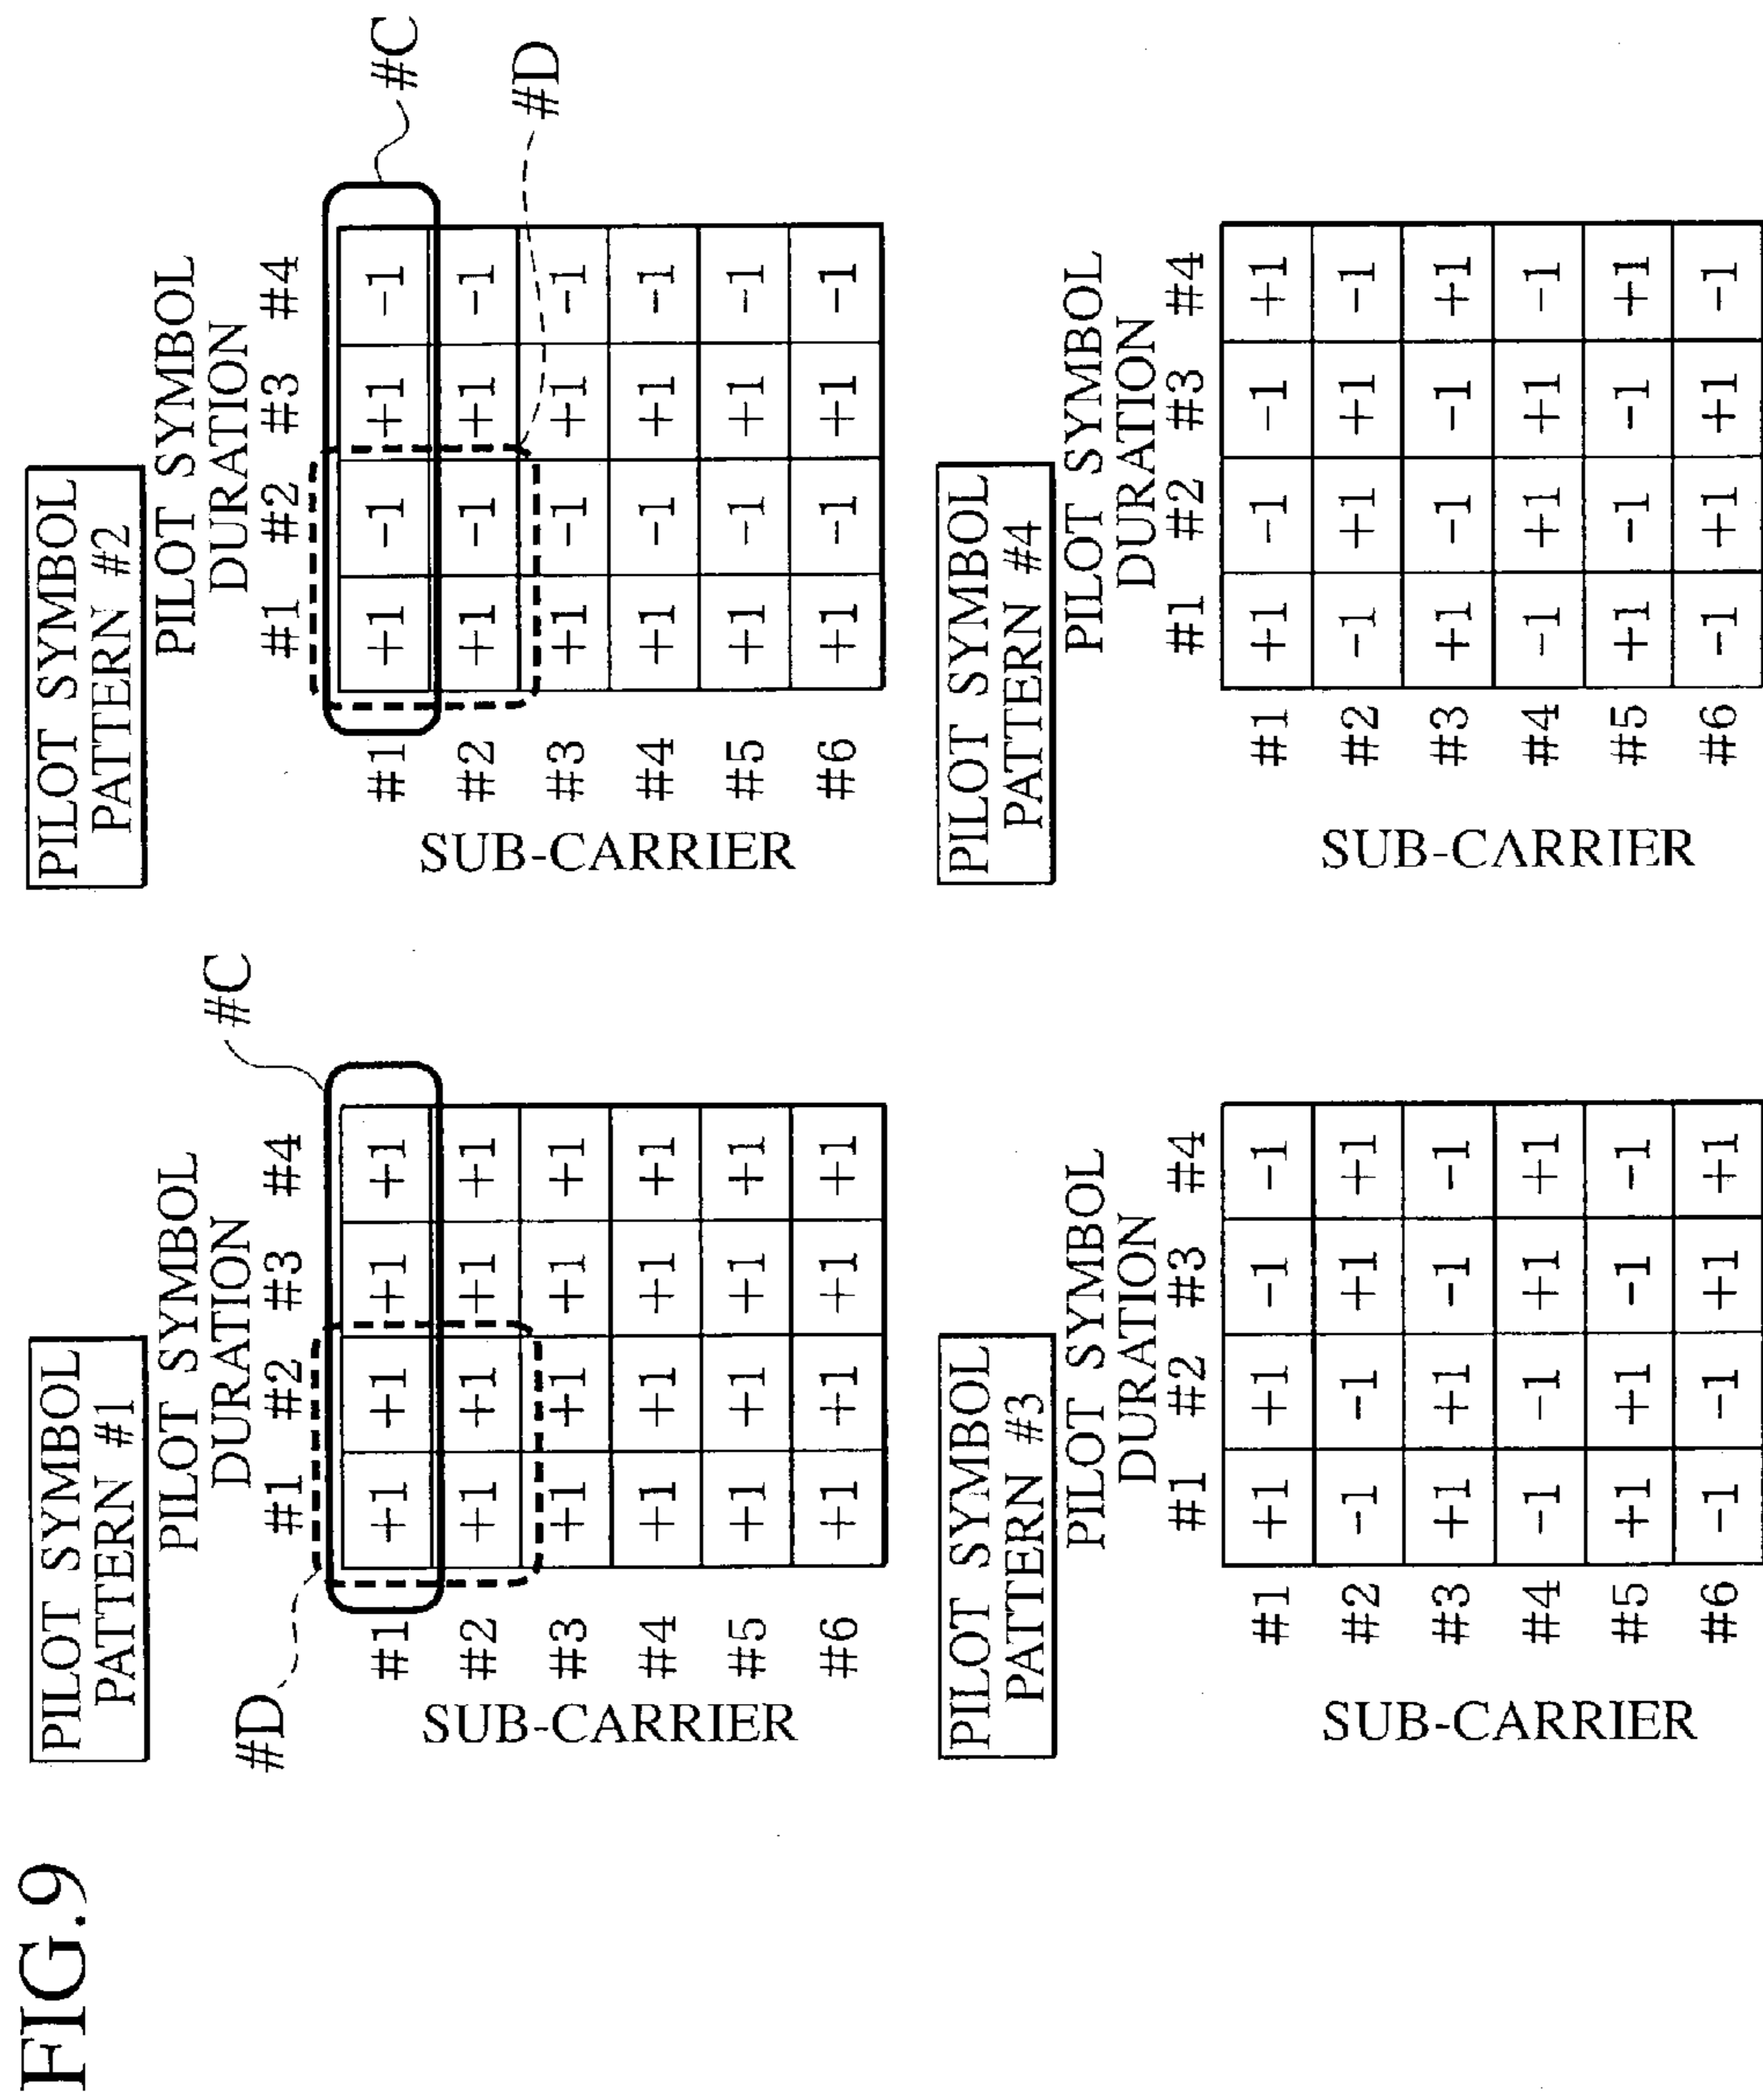 FIG.9
PILOT SYMBOL
PATTERN #1
PILOT SYMBOL
DURATION
#C
#D
#1 #2 #3 #4
SUB-CARRIER
#1 +1 +1 +1 +1
#2 +1 +1 +1 +1
#3 +1 +1 +1 +1
#4 +1 +1 +1 +1
#5 +1 +1 +1 +1
#6 +1 +1 +1 +1
PILOT SYMBOL
PATTERN #2
PILOT SYMBOL
DURATION
#1 #2 #3 #4
#C
#D
SUB-CARRIER
#1 +1 -1 +1 -1
#2 +1 -1 +1 -1
#3 +1 -1 +1 -1
#4 +1 -1 +1 -1
#5 +1 -1 +1 -1
#6 +1 -1 +1 -1
PILOT SYMBOL
PATTERN #3
PILOT SYMBOL
DURATION
#1 #2 #3 #4
SUB-CARRIER
#1 +1 +1 -1 -1
#2 -1 -1 +1 +1
#3 +1 +1 -1 -1
#4 -1 -1 +1 +1
#5 +1 +1 -1 -1
#6 -1 -1 +1 +1
PILOT SYMBOL
PATTERN #4
PILOT SYMBOL
DURATION
#1 #2 #3 #4
SUB-CARRIER
#1 +1 -1 -1 +1
#2 -1 +1 +1 -1
#3 +1 -1 -1 +1
#4 -1 +1 +1 -1
#5 +1 -1 -1 +1
#6 -1 +1 +1 -1